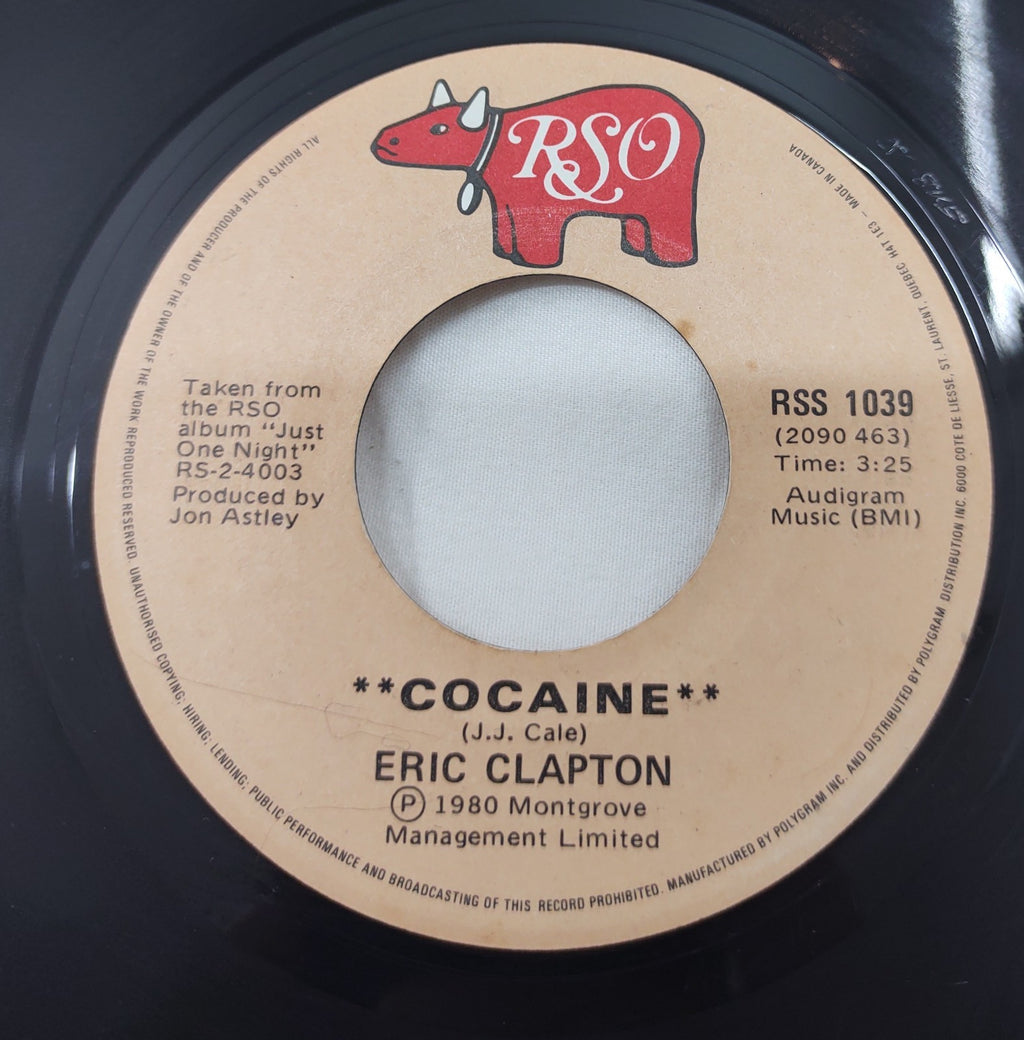 RSO
Taken from
the RSO
album "Just
One Night"
RS-2-4003
Produced by
Jon Astley
RSS 1039
(2090 463)
Time: 3:25
Audigram
Music (BMI)
**COCAINE**
(J.J. Cale)
ERIC CLAPTON
Ⓟ 1980 Montgrove
Management Limited
ALL RIGHTS OF THE PRODUCER AND OF THE OWNER OF THE WORK REPRODUCED RESERVED. UNAUTHORISED COPYING; HIRING; LENDING; PUBLIC PERFORMANCE AND BROADCASTING OF THIS RECORD PROHIBITED. MANUFACTURED BY POLYGRAM INC. AND DISTRIBUTED BY POLYGRAM DISTRIBUTION INC. 6000 COTE DE LIESSE, ST. LAURENT, QUEBEC H4T 1E3 – MADE IN CANADA